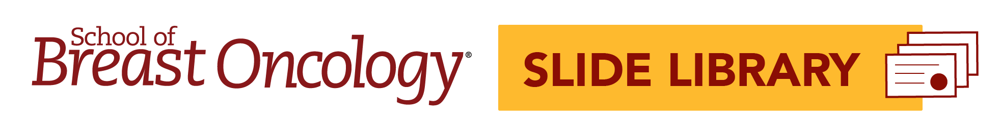 School of
Breast Oncology®
SLIDE LIBRARY